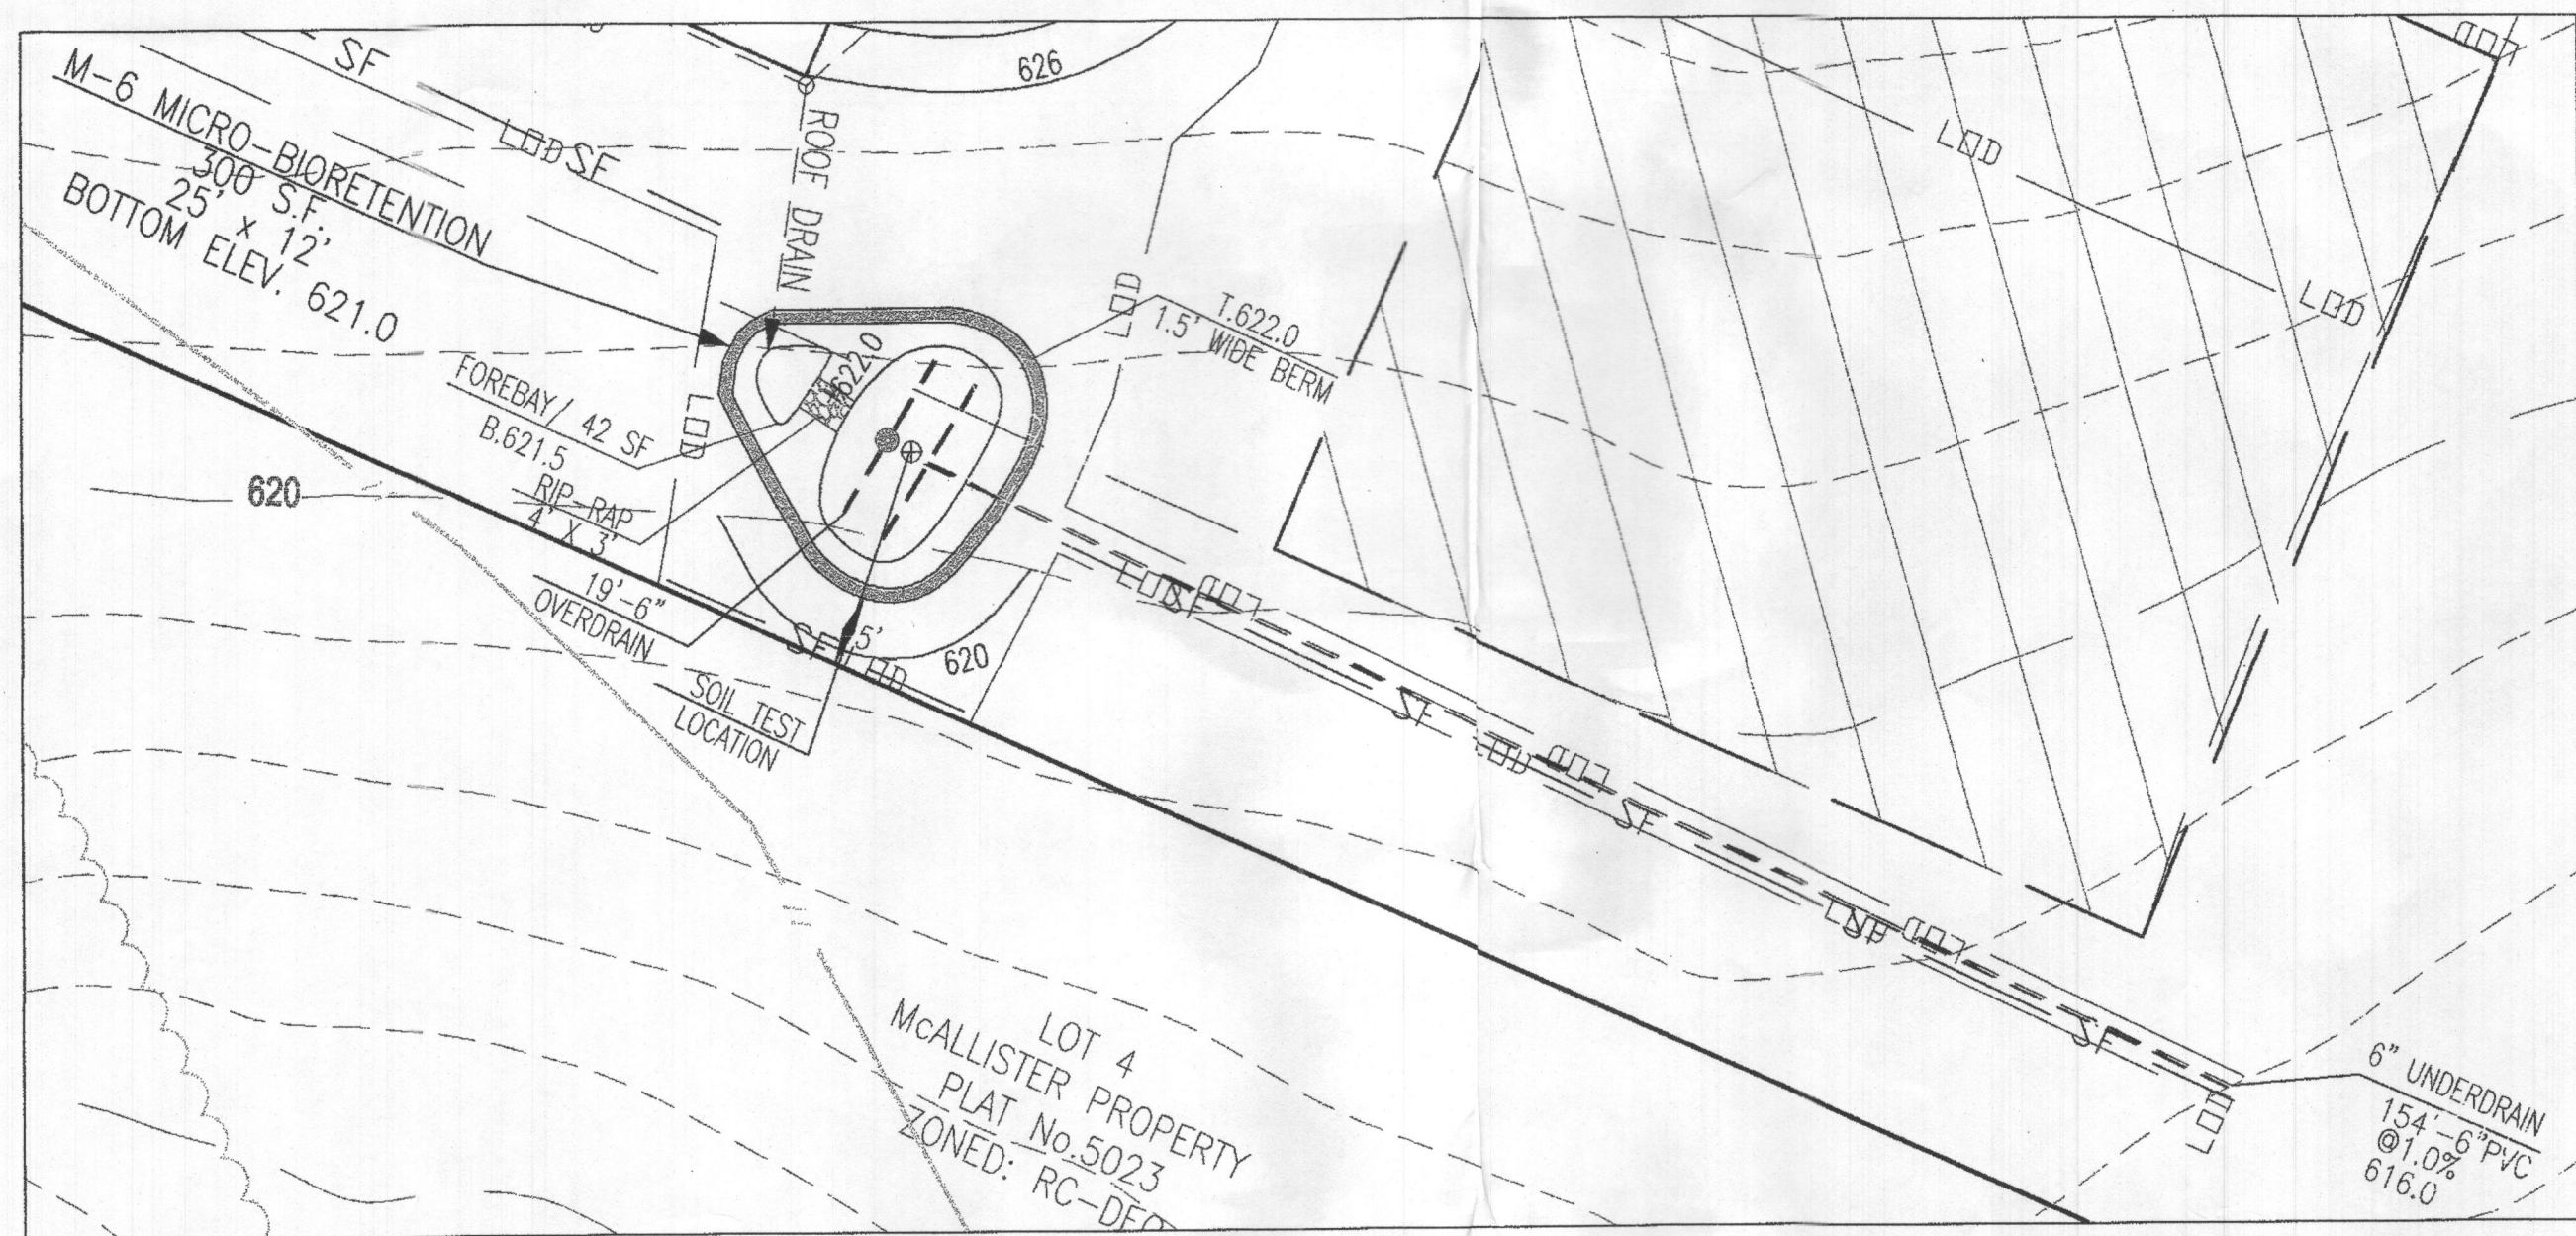 SF
626
M-6 MICRO-BIORETENTION
300 S.F.
25' x 12'
BOTTOM ELEV. 621.0
LOD SF
ROOF DRAIN
LOD
LOD
LOD
LOD
T.622.0
1.5' WIDE BERM
622.0
FOREBAY/ 42 SF
B.621.5
LOD
RIP-RAP
4' X 3'
620
19'-6"
OVERDRAIN
SF
5'
LOD
620
SOIL TEST
LOCATION
LOD
SF
LOD
SF
LOD
LOD
SF
LOD
SF
LOD
6" UNDERDRAIN
154'-6"PVC
@1.0%
616.0
LOT 4
McALLISTER PROPERTY
PLAT No.5023
ZONED: RC-DEO